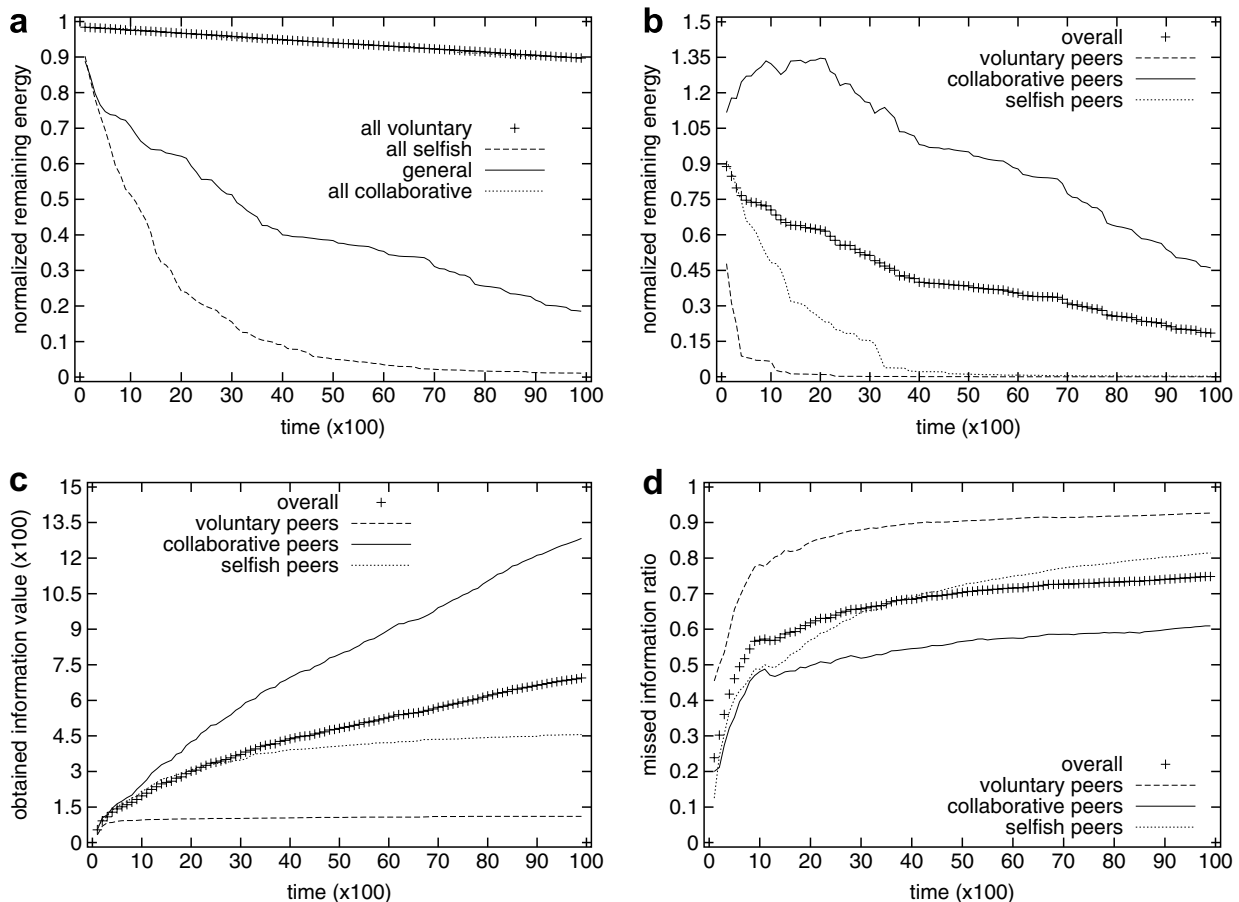 a
1
0.9
0.8
0.7
0.6
0.5
0.4
0.3
0.2
0.1
0
normalized remaining energy
all voluntary
all selfish
general
all collaborative
0 10 20 30 40 50 60 70 80 90 100
time (x100)
b
1.5
1.35
1.2
1.05
0.9
0.75
0.6
0.45
0.3
0.15
0
normalized remaining energy
overall
voluntary peers
collaborative peers
selfish peers
0 10 20 30 40 50 60 70 80 90 100
time (x100)
c
15
13.5
12
10.5
9
7.5
6
4.5
3
1.5
0
obtained information value (x100)
overall
voluntary peers
collaborative peers
selfish peers
0 10 20 30 40 50 60 70 80 90 100
time (x100)
d
1
0.9
0.8
0.7
0.6
0.5
0.4
0.3
0.2
0.1
0
missed information ratio
overall
voluntary peers
collaborative peers
selfish peers
0 10 20 30 40 50 60 70 80 90 100
time (x100)